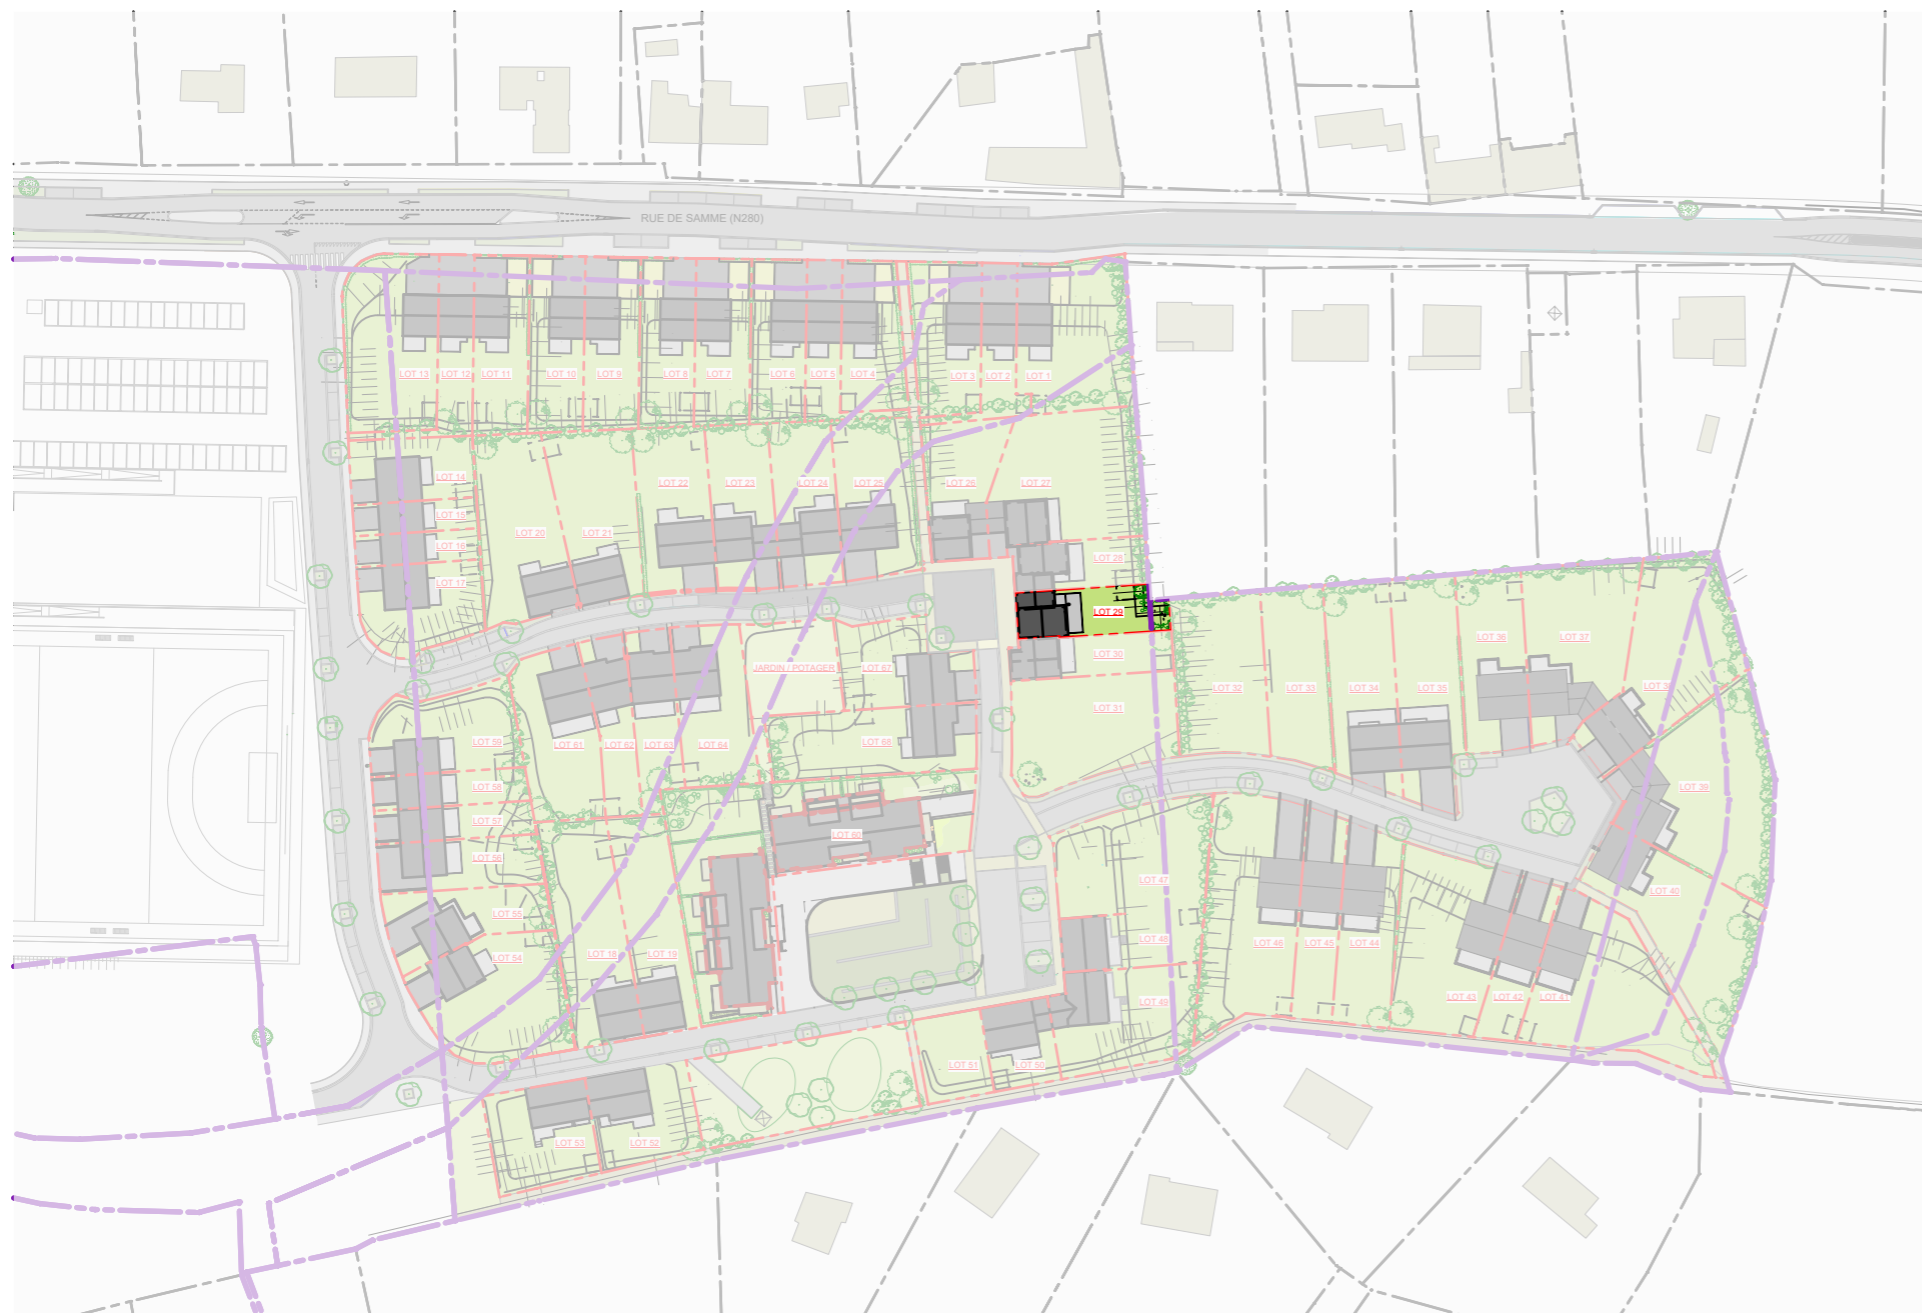 RUE DE SAMME (N280)
LOT 13
LOT 12
LOT 11
LOT 10
LOT 9
LOT 8
LOT 7
LOT 6
LOT 5
LOT 4
LOT 3
LOT 2
LOT 1
LOT 14
LOT 15
LOT 16
LOT 17
LOT 20
LOT 21
LOT 22
LOT 23
LOT 24
LOT 25
LOT 26
LOT 27
LOT 28
LOT 29
LOT 30
LOT 31
LOT 32
LOT 33
LOT 34
LOT 35
LOT 36
LOT 37
LOT 39
LOT 40
JARDIN / POTAGER
LOT 67
LOT 68
LOT 61
LOT 62
LOT 63
LOT 64
LOT 59
LOT 58
LOT 57
LOT 56
LOT 55
LOT 54
LOT 60
LOT 18
LOT 19
LOT 47
LOT 48
LOT 49
LOT 46
LOT 45
LOT 44
LOT 43
LOT 42
LOT 41
LOT 51
LOT 50
LOT 53
LOT 52